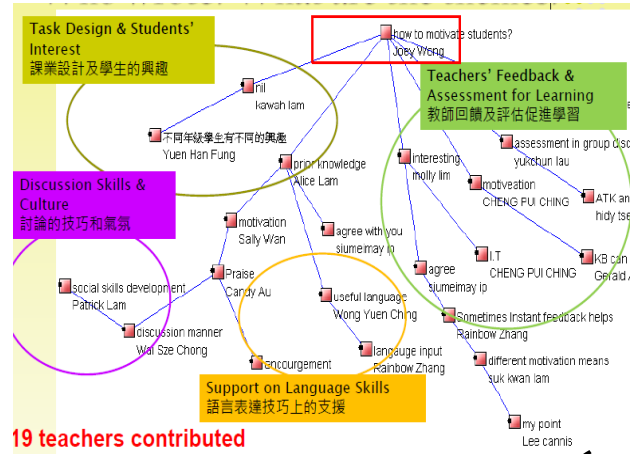 Task Design & Students'
Interest
課業設計及學生的興趣
how to motivate students?
Joey Wong
Teachers' Feedback &
Assessment for Learning
教師回饋及評估促進學習
nil
kawah lam
不同年級學生有不同的興趣
Yuen Han Fung
prior knowledge
Alice Lam
interesting
molly lim
assessment in group disc
yukchun lau
motiveation
CHENG PUI CHING
ATK an
hidy tse
Discussion Skills &
Culture
討論的技巧和氣氛
motivation
Sally Wan
agree with you
siumeimay ip
I.T
CHENG PUI CHING
KB can
Gerald A
agree
siumeimay ip
social skills development
Patrick Lam
Praise
Candy Au
useful language
Wong Yuen Ching
Sometimes Instant feedback helps
Rainbow Zhang
discussion manner
Wai Sze Chong
encourgement
langauge input
Rainbow Zhang
different motivation means
suk kwan lam
Support on Language Skills
語言表達技巧上的支援
my point
Lee cannis
19 teachers contributed